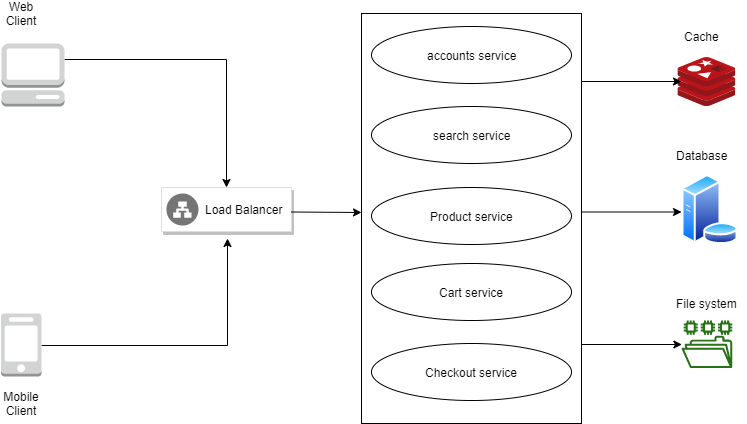 Web
Client
accounts service
Cache
search service
Database
Load Balancer
Product service
Cart service
File system
Checkout service
Mobile
Client